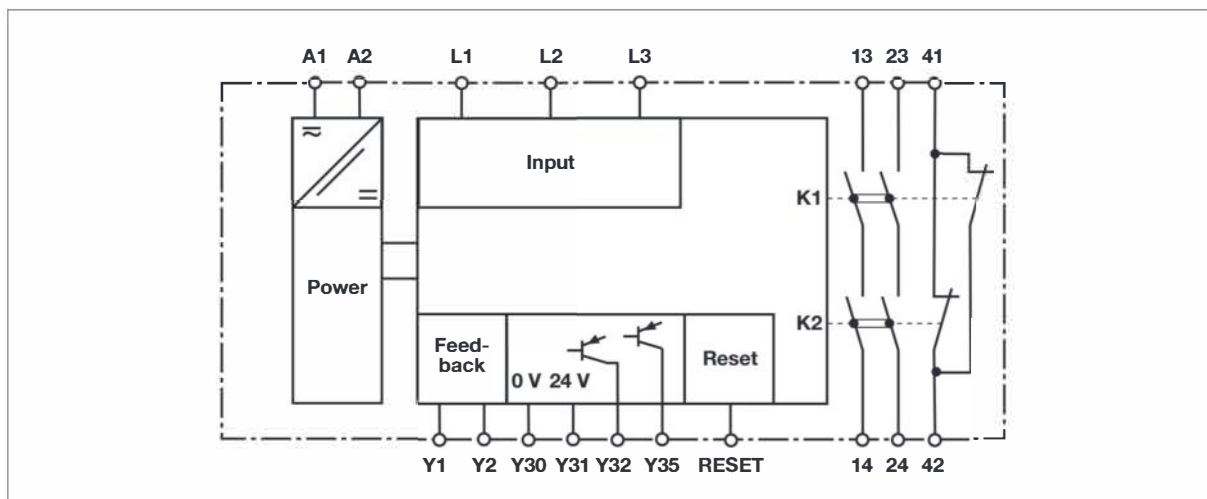 A1 A2 L1 L2 L3 13 23 41
Input
K1
Power
K2
Feed-
back
0 V 24 V
Reset
Y1 Y2 Y30 Y31 Y32 Y35 RESET 14 24 42